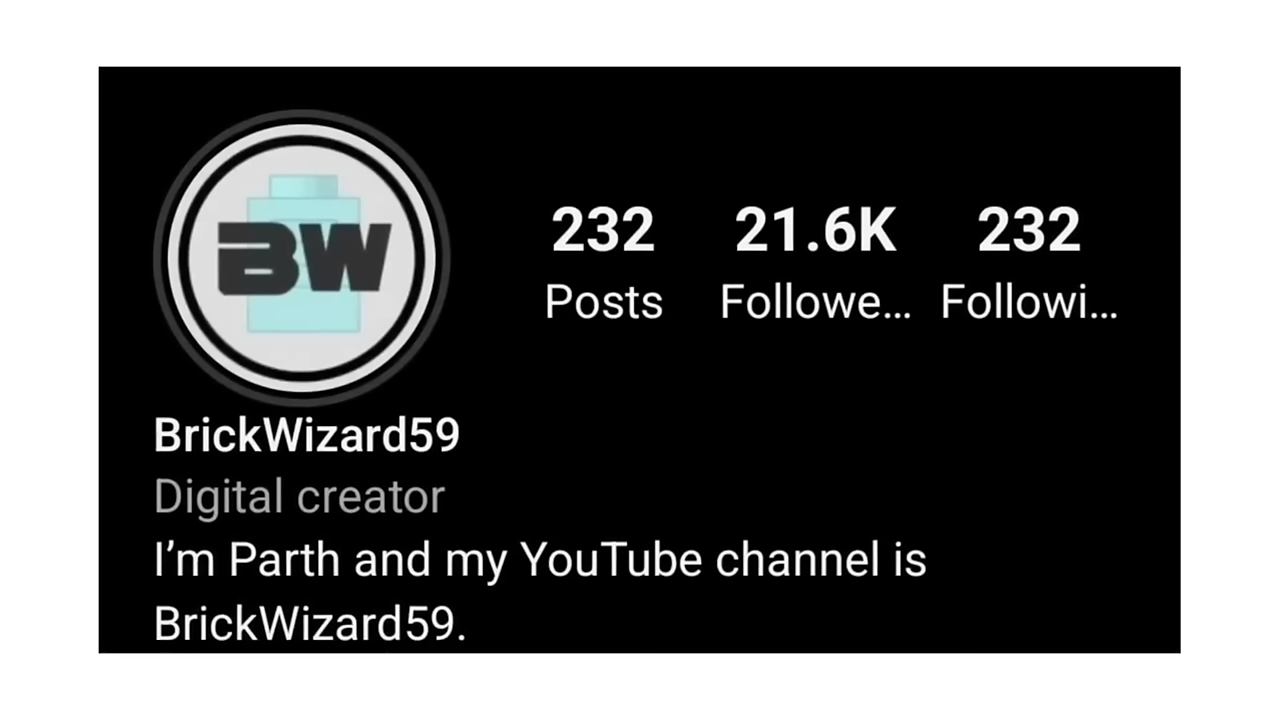 BW
232 21.6K 232
Posts Followe... Followi...
BrickWizard59
Digital creator
I’m Parth and my YouTube channel is
BrickWizard59.